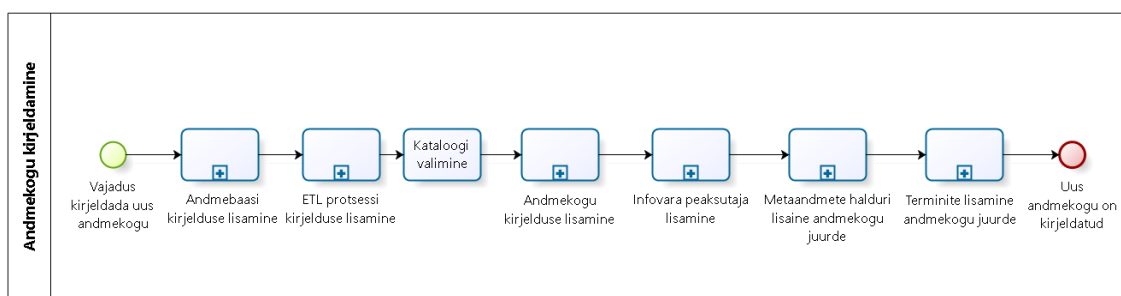 Andmekogu kirjeldamine
Vajadus
kirjeldada uus
andmekogu
Andmebaasi
kirjelduse lisamine
ETL protsessi
kirjelduse lisamine
Kataloogi
valimine
Andmekogu
kirjelduse lisamine
Infovara peaksutaja
lisamine
Metaandmete halduri
lisaine andmekogu
juurde
Terminite lisamine
andmekogu juurde
Uus
andmekogu on
kirjeldatud